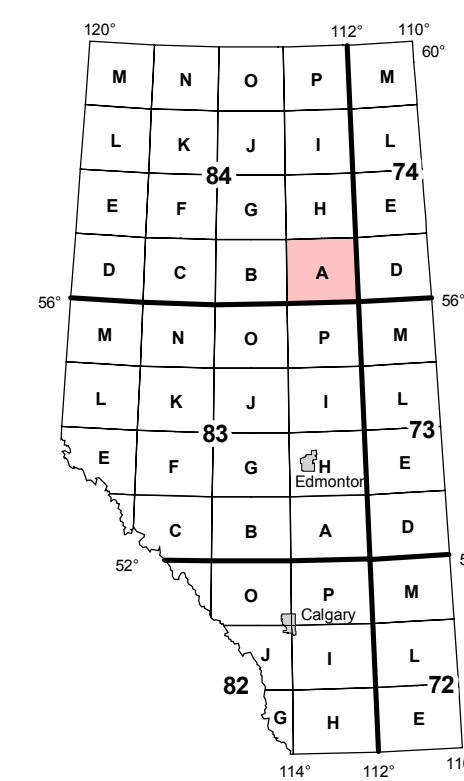 120° 112° 110°
60°
M N O P M
L K J I L
84 74
E F G H E
D C B A D
56° 56°
M N O P M
L K J I L
83 73
E F G H E
Edmonton
C B A D
52°
O P M
Calgary
J I L
82 72
G H E
114° 112°